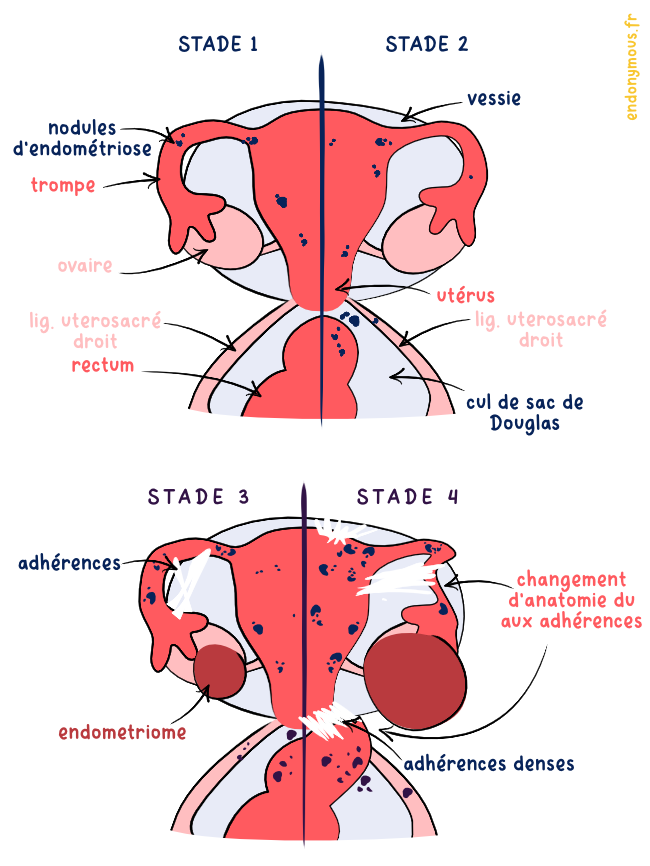 endonymous.fr
STADE 1
STADE 2
vessie
nodules
d'endométriose
trompe
ovaire
utérus
lig. uterosacré
droit
lig. uterosacré
droit
rectum
cul de sac de
Douglas
STADE 3
STADE 4
adhérences
changement
d'anatomie du
aux adhérences
endometriome
adhérences denses